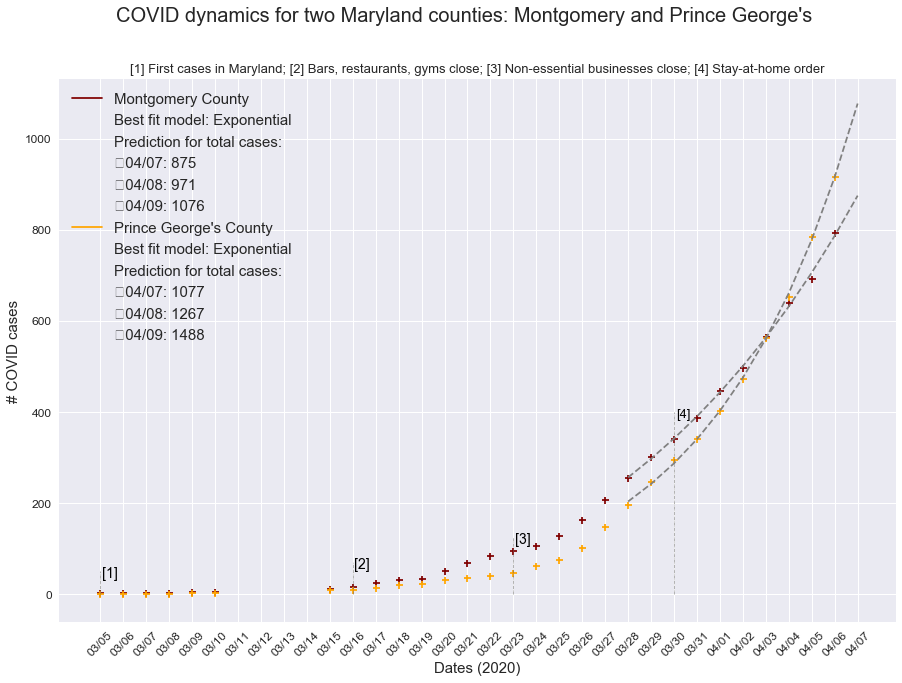 COVID dynamics for two Maryland counties: Montgomery and Prince George's
[1] First cases in Maryland; [2] Bars, restaurants, gyms close; [3] Non-essential businesses close; [4] Stay-at-home order
Montgomery County
Best fit model: Exponential
Prediction for total cases:
04/07: 875
04/08: 971
04/09: 1076
Prince George's County
Best fit model: Exponential
Prediction for total cases:
04/07: 1077
04/08: 1267
04/09: 1488
1000
800
600
400
200
0
# COVID cases
[1]
[2]
[3]
[4]
03/05 03/06 03/07 03/08 03/09 03/10 03/11 03/12 03/13 03/14 03/15 03/16 03/17 03/18 03/19 03/20 03/21 03/22 03/23 03/24 03/25 03/26 03/27 03/28 03/29 03/30 03/31 04/01 04/02 04/03 04/04 04/05 04/06 04/07
Dates (2020)